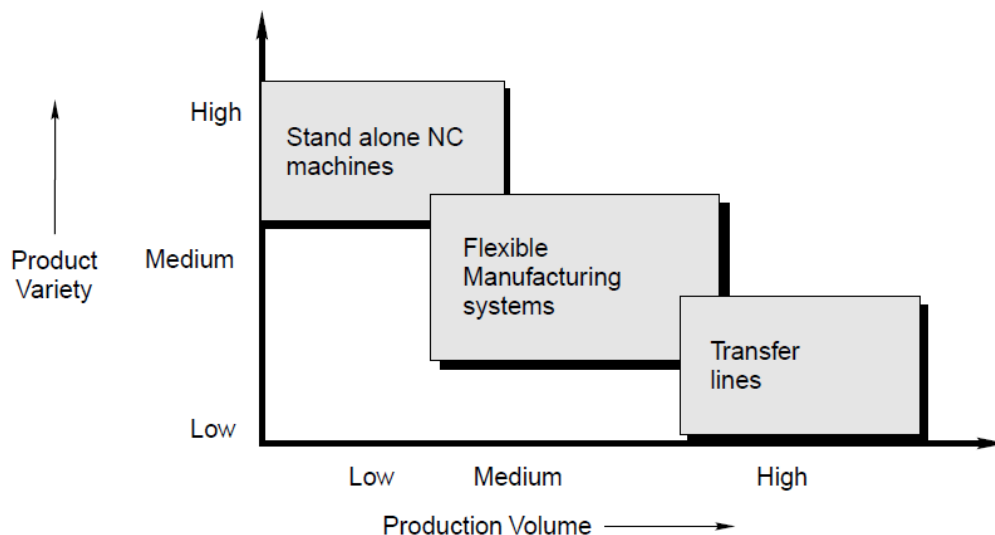 High
Stand alone NC
machines
Product
Variety
Medium
Flexible
Manufacturing
systems
Transfer
lines
Low
Low
Medium
High
Production Volume